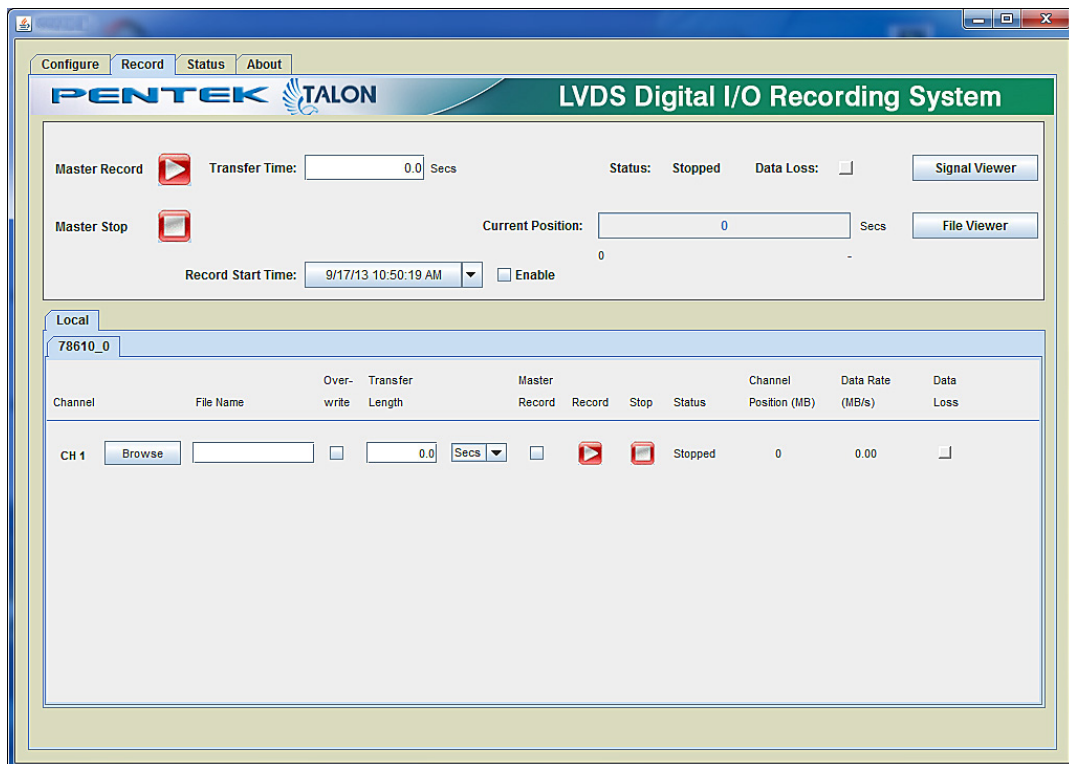 Configure Record Status About
PENTEK TALON LVDS Digital I/O Recording System
Master Record Transfer Time: 0.0 Secs Status: Stopped Data Loss: Signal Viewer
Master Stop Current Position: 0 Secs File Viewer
0 -
Record Start Time: 9/17/13 10:50:19 AM Enable
Local
78610_0
Over- Transfer Master Channel Data Rate Data
Channel File Name write Length Record Record Stop Status Position (MB) (MB/s) Loss
CH 1 Browse 0.0 Secs Stopped 0 0.00